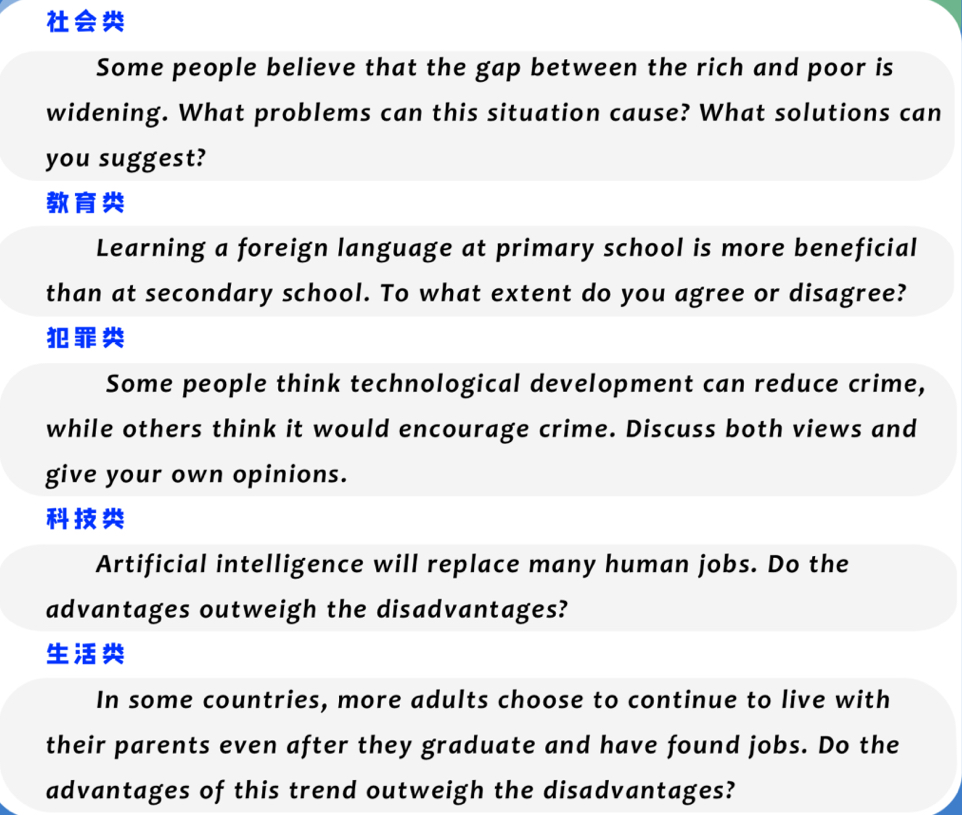 社会类
Some people believe that the gap between the rich and poor is
widening. What problems can this situation cause? What solutions can
you suggest?
教育类
Learning a foreign language at primary school is more beneficial
than at secondary school. To what extent do you agree or disagree?
犯罪类
Some people think technological development can reduce crime,
while others think it would encourage crime. Discuss both views and
give your own opinions.
科技类
Artificial intelligence will replace many human jobs. Do the
advantages outweigh the disadvantages?
生活类
In some countries, more adults choose to continue to live with
their parents even after they graduate and have found jobs. Do the
advantages of this trend outweigh the disadvantages?